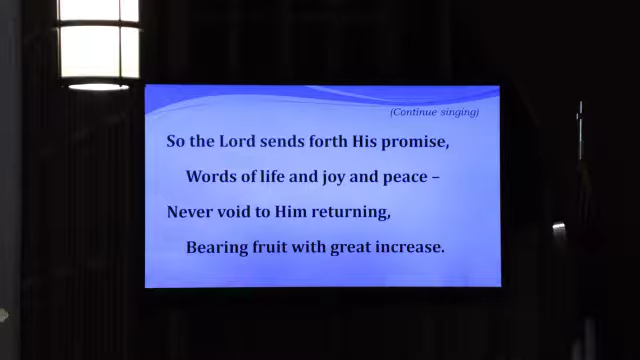 (Continue singing)
So the Lord sends forth His promise,
Words of life and joy and peace –
Never void to Him returning,
Bearing fruit with great increase.